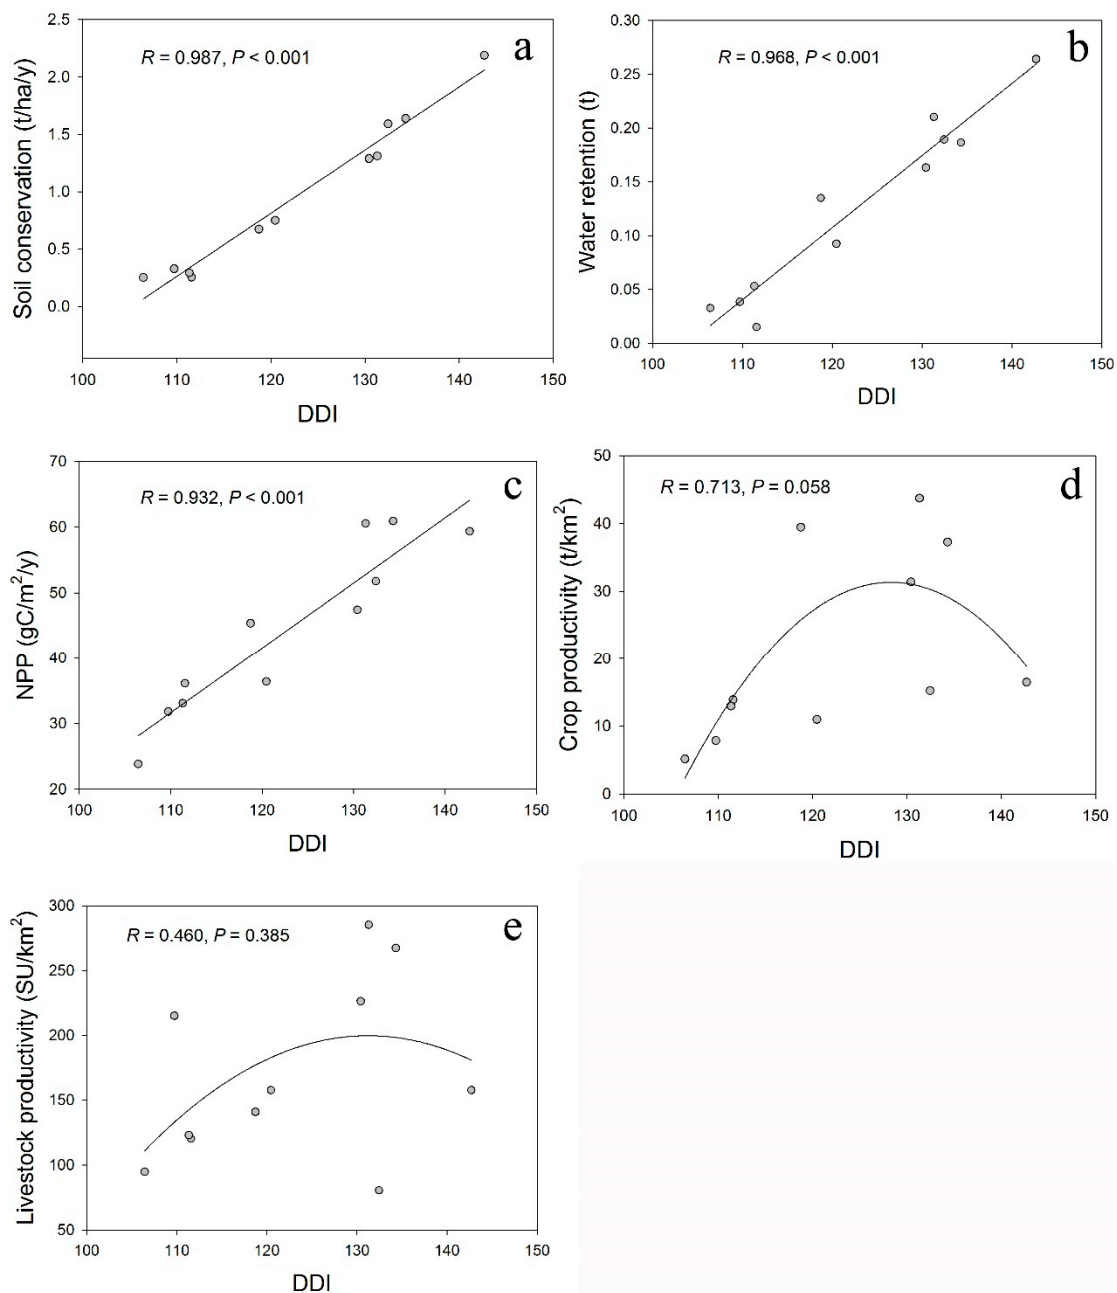 R = 0.987, P < 0.001
a
Soil conservation (t/ha/y)
2.5
2.0
1.5
1.0
0.5
0.0
100 110 120 130 140 150
DDI
R = 0.968, P < 0.001
b
Water retention (t)
0.30
0.25
0.20
0.15
0.10
0.05
0.00
100 110 120 130 140 150
DDI
R = 0.932, P < 0.001
c
NPP (gC/m²/y)
70
60
50
40
30
20
100 110 120 130 140 150
DDI
R = 0.713, P = 0.058
d
Crop productivity (t/km²)
50
40
30
20
10
0
100 110 120 130 140 150
DDI
R = 0.460, P = 0.385
e
Livestock productivity (SU/km²)
300
250
200
150
100
50
100 110 120 130 140 150
DDI